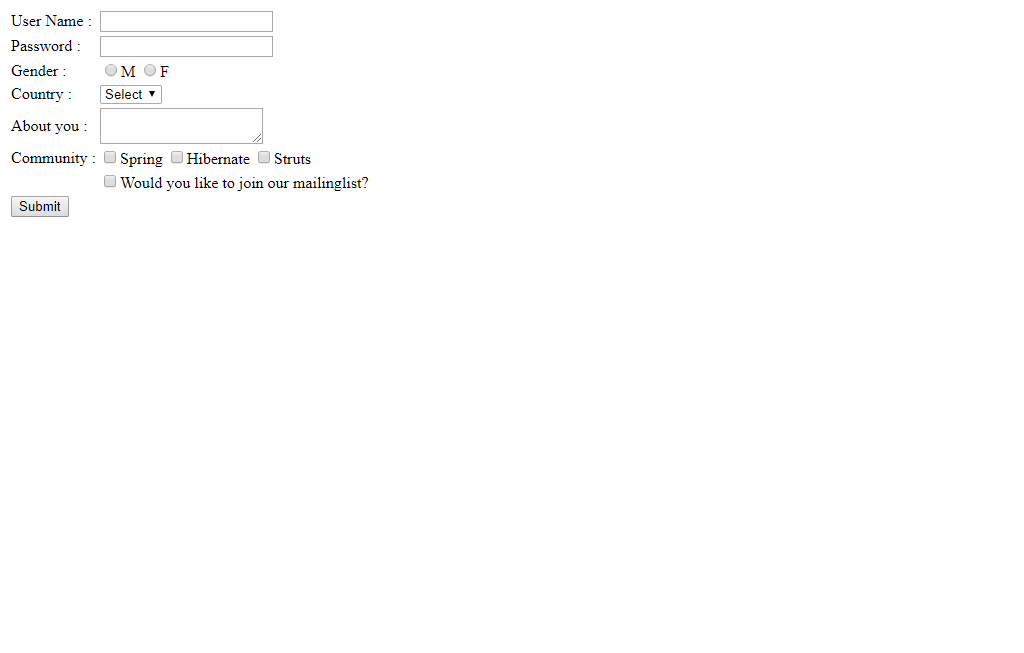 User Name :
Password :
Gender : M F
Country : Select
About you :
Community : Spring Hibernate Struts
Would you like to join our mailinglist?
Submit